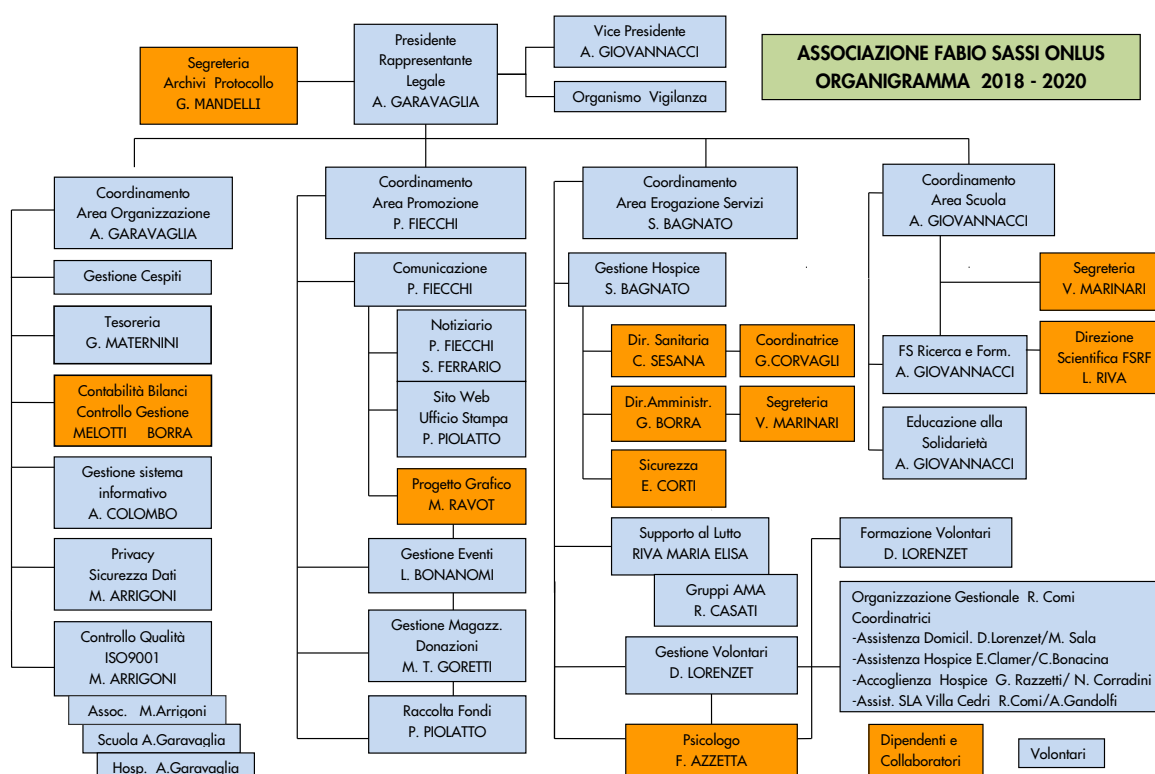 Presidente
Rappresentante
Legale
A. GARAVAGLIA
Segreteria
Archivi Protocollo
G. MANDELLI
Vice Presidente
A. GIOVANNACCI
Organismo Vigilanza
ASSOCIAZIONE FABIO SASSI ONLUS
ORGANIGRAMMA 2018 - 2020
Coordinamento
Area Organizzazione
A. GARAVAGLIA
Gestione Cespiti
Tesoreria
G. MATERNINI
Contabilità Bilanci
Controllo Gestione
MELOTTI BORRA
Gestione sistema
informativo
A. COLOMBO
Privacy
Sicurezza Dati
M. ARRIGONI
Controllo Qualità
ISO9001
M. ARRIGONI
Assoc. M.Arrigoni
Scuola A.Garavaglia
Hosp. A.Garavaglia
Coordinamento
Area Promozione
P. FIECCHI
Comunicazione
P. FIECCHI
Notiziario
P. FIECCHI
S. FERRARIO
Sito Web
Ufficio Stampa
P. PIOLATTO
Progetto Grafico
M. RAVOT
Gestione Eventi
L. BONANOMI
Gestione Magazz.
Donazioni
M. T. GORETTI
Raccolta Fondi
P. PIOLATTO
Coordinamento
Area Erogazione Servizi
S. BAGNATO
Gestione Hospice
S. BAGNATO
Dir. Sanitaria
C. SESANA
Coordinatrice
G.CORVAGLI
Dir.Amministr.
G. BORRA
Segreteria
V. MARINARI
Sicurezza
E. CORTI
Supporto al Lutto
RIVA MARIA ELISA
Gruppi AMA
R. CASATI
Gestione Volontari
D. LORENZET
Psicologo
F. AZZETTA
Coordinamento
Area Scuola
A. GIOVANNACCI
Segreteria
V. MARINARI
FS Ricerca e Form.
A. GIOVANNACCI
Direzione
Scientifica FSRF
L. RIVA
Educazione alla
Solidarietà
A. GIOVANNACCI
Formazione Volontari
D. LORENZET
Organizzazione Gestionale R. Comi
Coordinatrici
-Assistenza Domicil. D.Lorenzet/M. Sala
-Assistenza Hospice E.Clamer/C.Bonacina
-Accoglienza Hospice G. Razzetti/ N. Corradini
-Assist. SLA Villa Cedri R.Comi/A.Gandolfi
Dipendenti e
Collaboratori
Volontari